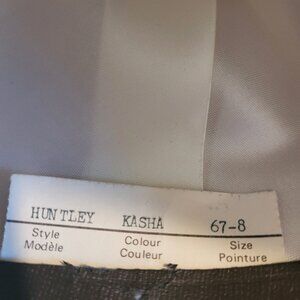 HUNTLEY KASHA 67-8
Style Colour Size
Modèle Couleur Pointure